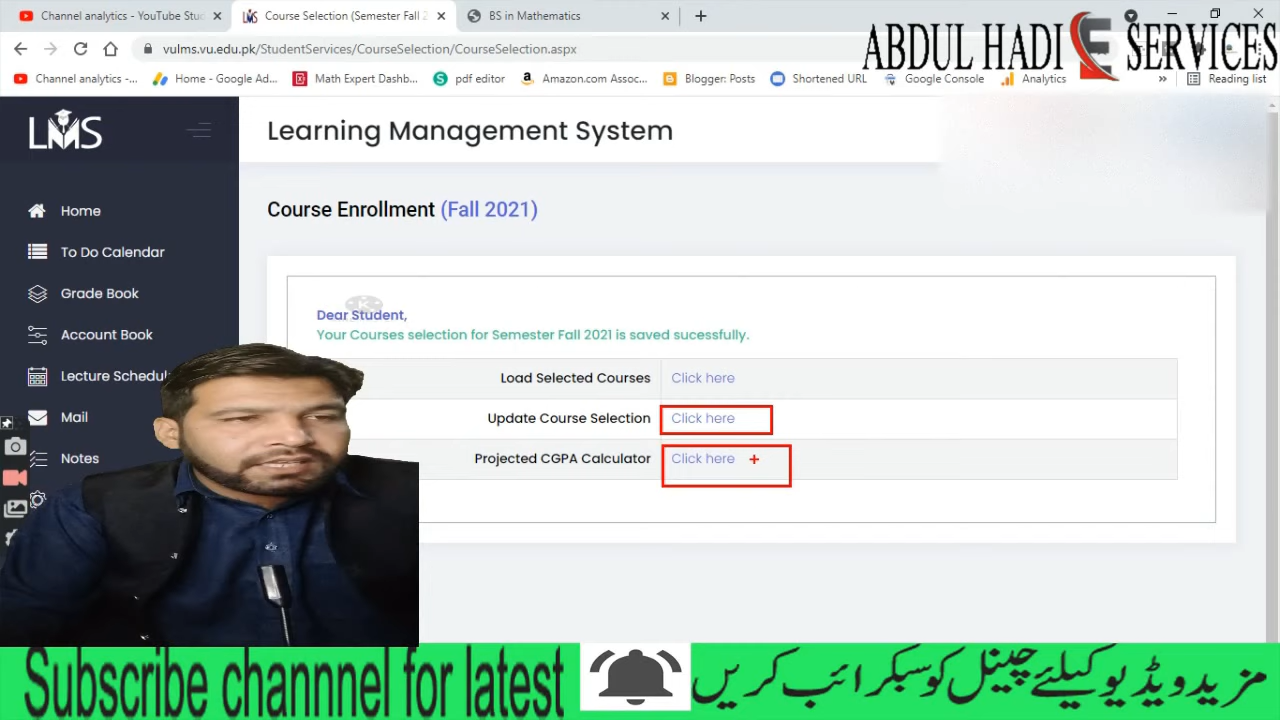 Channel analytics - YouTube Stu
Course Selection (Semester Fall 2
BS in Mathematics
ABDUL HADI E SERVICES
vulms.vu.edu.pk/StudentServices/CourseSelection/CourseSelection.aspx
Channel analytics -...
Home - Google Ad...
Math Expert Dashb...
pdf editor
Amazon.com Assoc...
Blogger: Posts
Shortened URL
Google Console
Analytics
»
Reading list
LMS
Learning Management System
Home
To Do Calendar
Grade Book
Account Book
Lecture Schedul
Mail
Notes
Course Enrollment (Fall 2021)
Dear Student,
Your Courses selection for Semester Fall 2021 is saved sucessfully.
Load Selected Courses Click here
Update Course Selection Click here
Projected CGPA Calculator Click here
Subscribe channnel for latest
مزید ویڈیو کیلئے چینل کو سبکرائب کریں